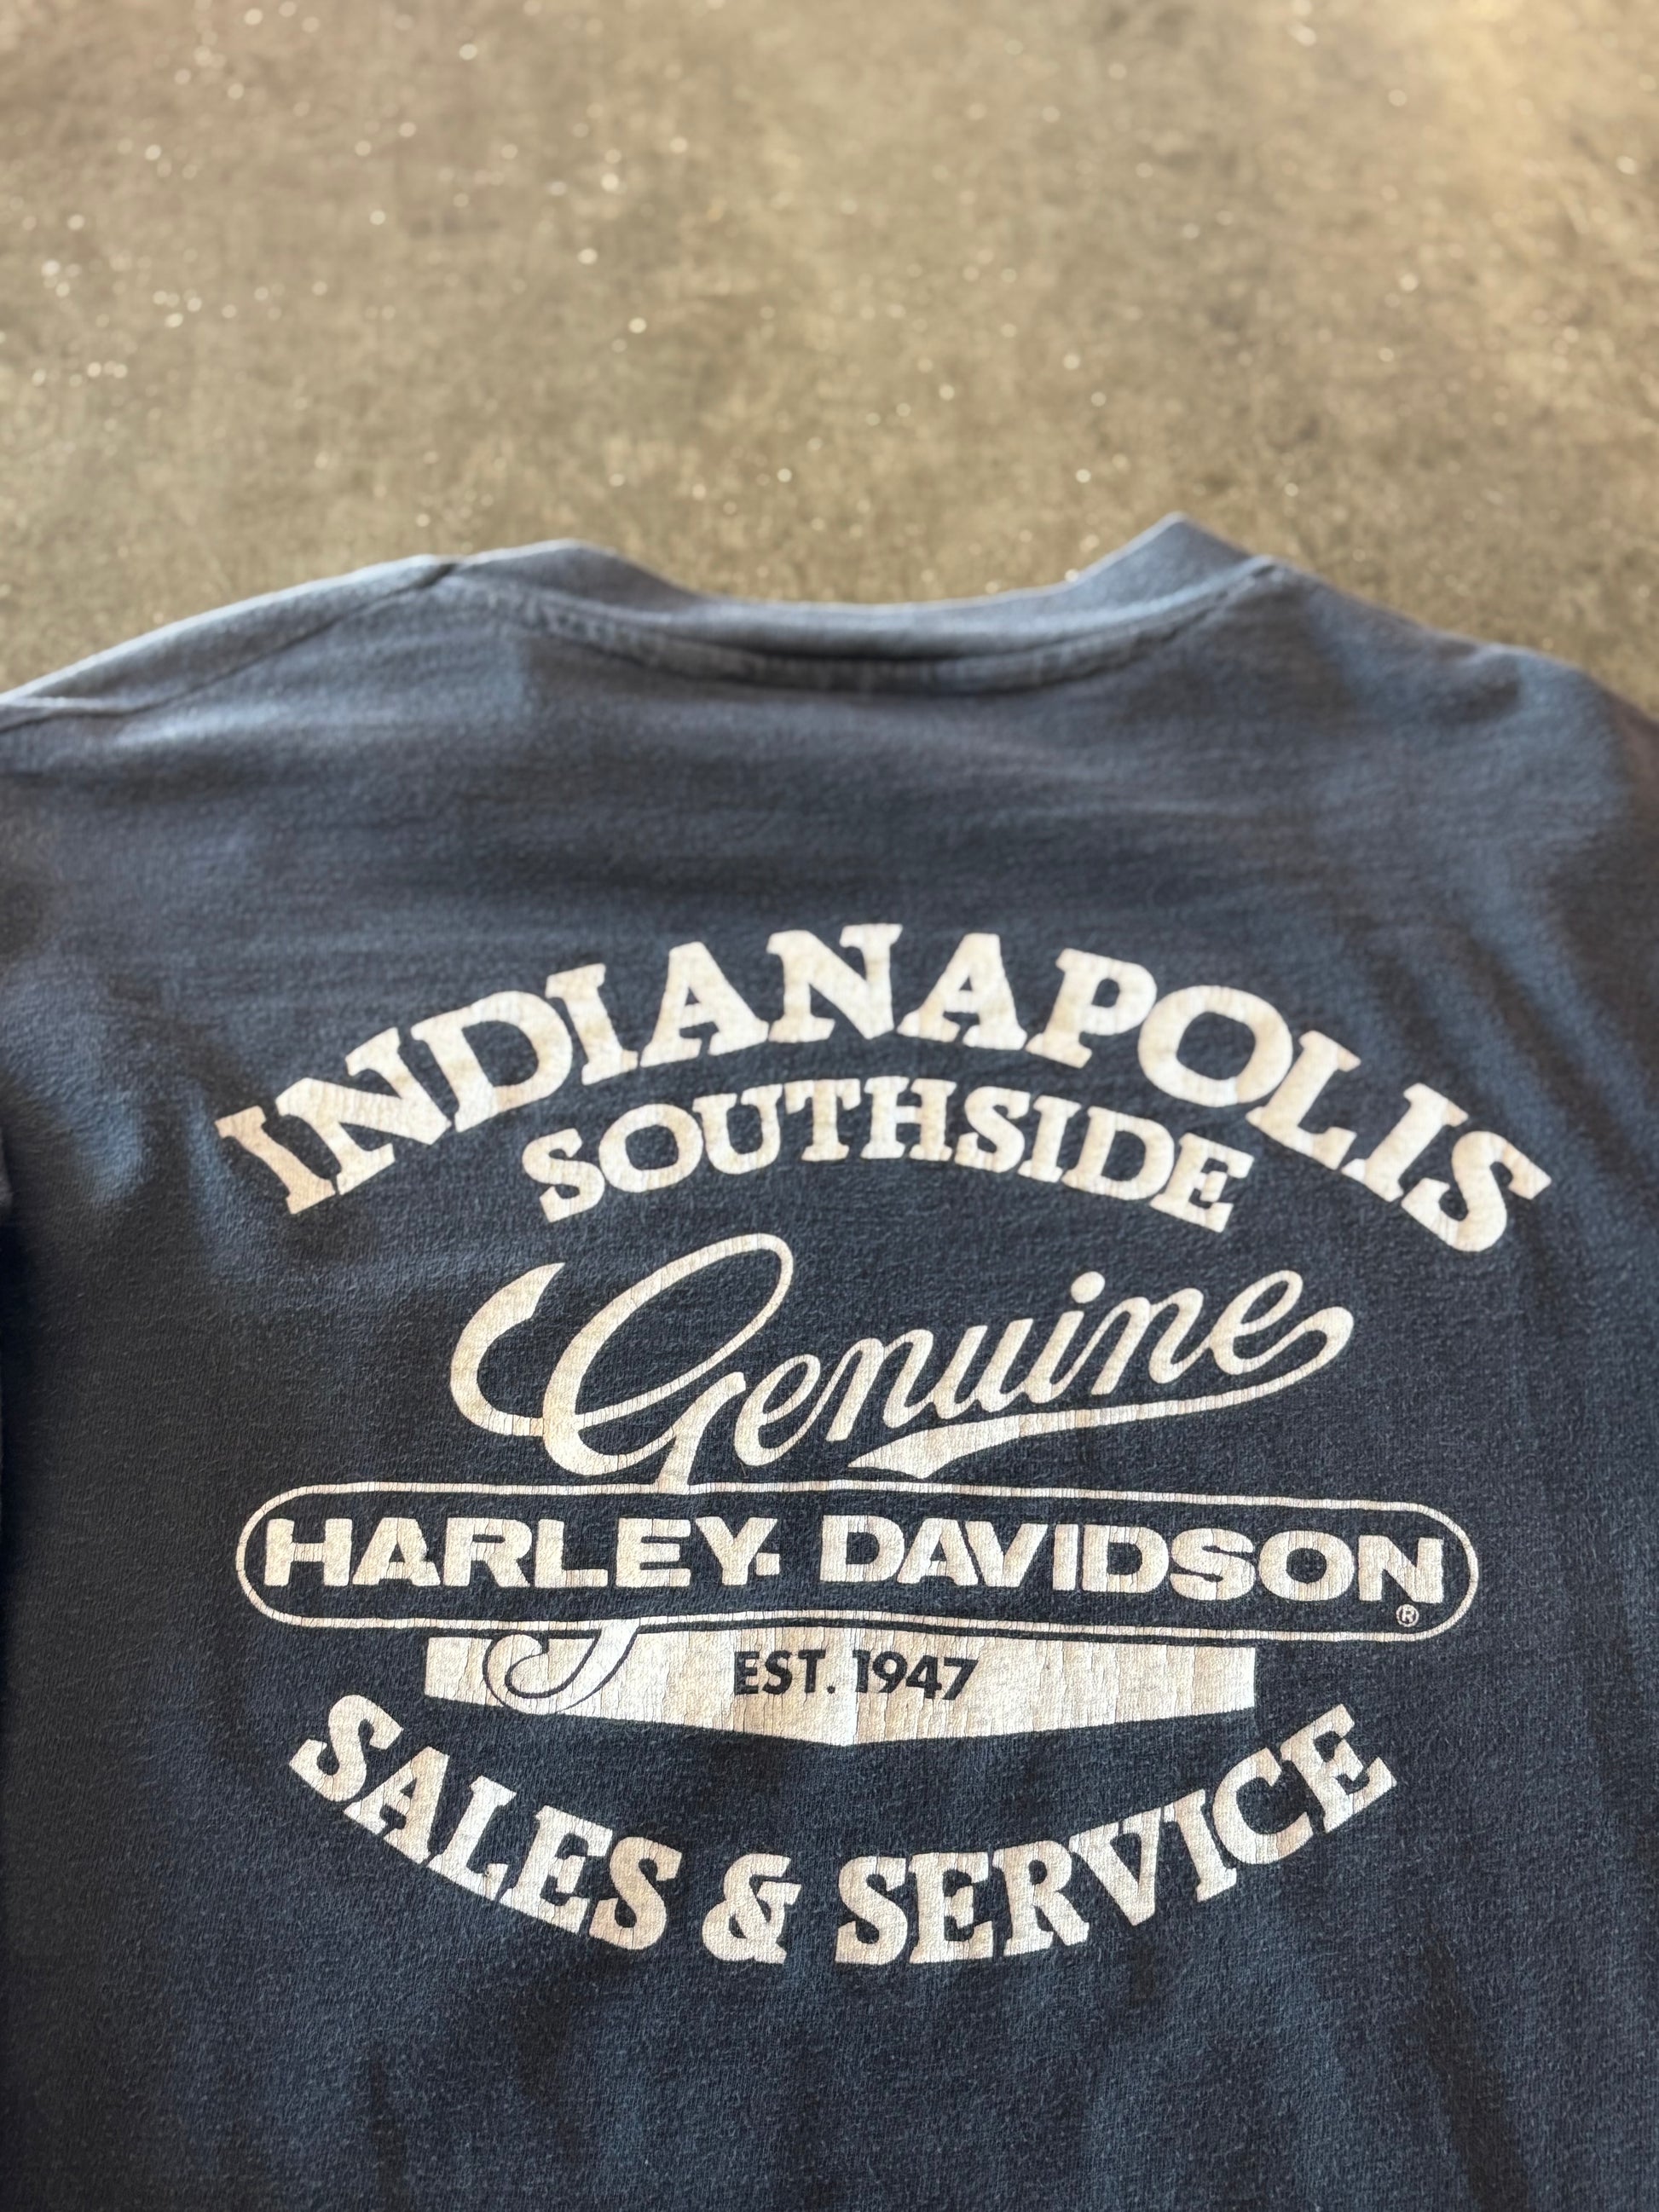 INDIANAPOLIS
SOUTHSIDE
Genuine
HARLEY-DAVIDSON
®
EST. 1947
SALES & SERVICE